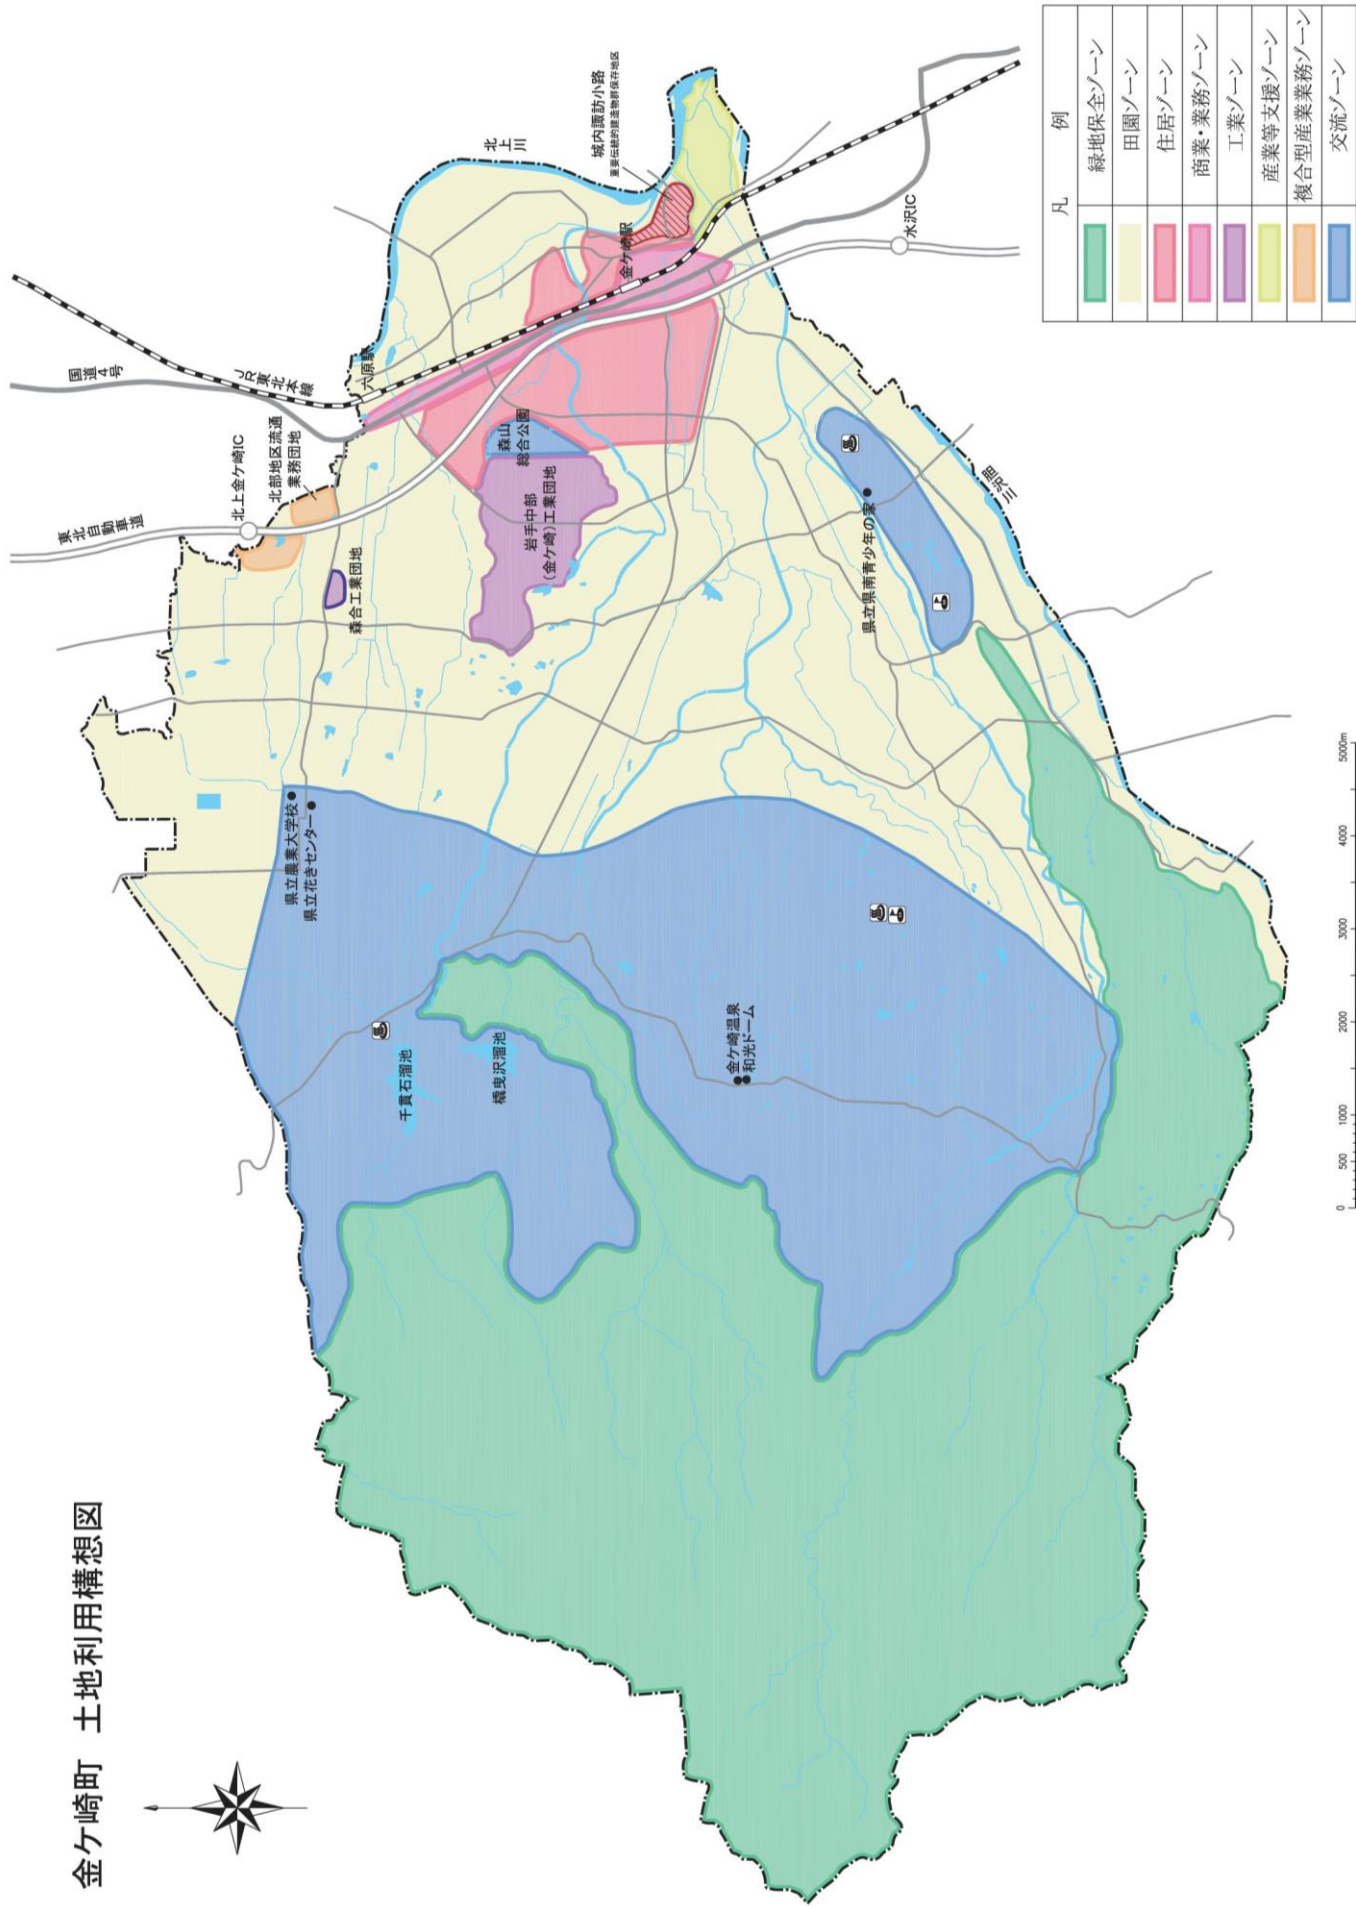 金ケ崎町 土地利用構想図
東北自動車道
国道4号
JR東北本線
北上金ケ崎IC
北部地区流通
業務団地
六原駅
北上川
城内諏訪小路
重要伝統的建造物群保存地区
金ケ崎駅
水沢IC
森合工業団地
岩手中部
(金ケ崎)工業団地
森山
総合公園
県立農業大学校
県立花きセンター
県立県南青少年の家
胆沢川
千貫石溜池
橇曳沢溜池
金ケ崎温泉
和光ドーム
凡 例
緑地保全ゾーン
田園ゾーン
住居ゾーン
商業・業務ゾーン
工業ゾーン
産業等支援ゾーン
複合型産業業務ゾーン
交流ゾーン
0 500 1000 2000 3000 4000 5000m